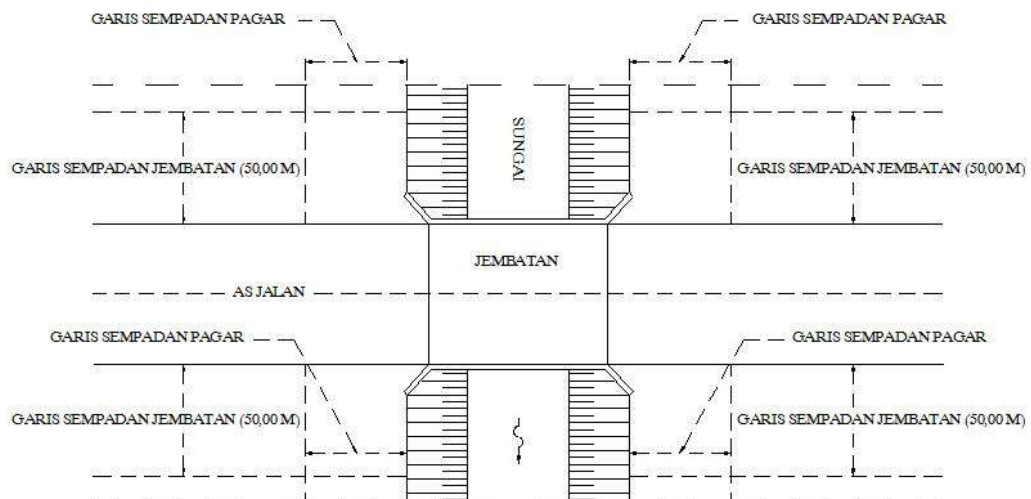 GARIS SEMPADAN PAGAR
GARIS SEMPADAN PAGAR
SUNGAI
GARIS SEMPADAN JEMBATAN (50,00 M)
GARIS SEMPADAN JEMBATAN (50,00 M)
JEMBATAN
AS JALAN
GARIS SEMPADAN PAGAR
GARIS SEMPADAN PAGAR
GARIS SEMPADAN JEMBATAN (50,00 M)
GARIS SEMPADAN JEMBATAN (50,00 M)